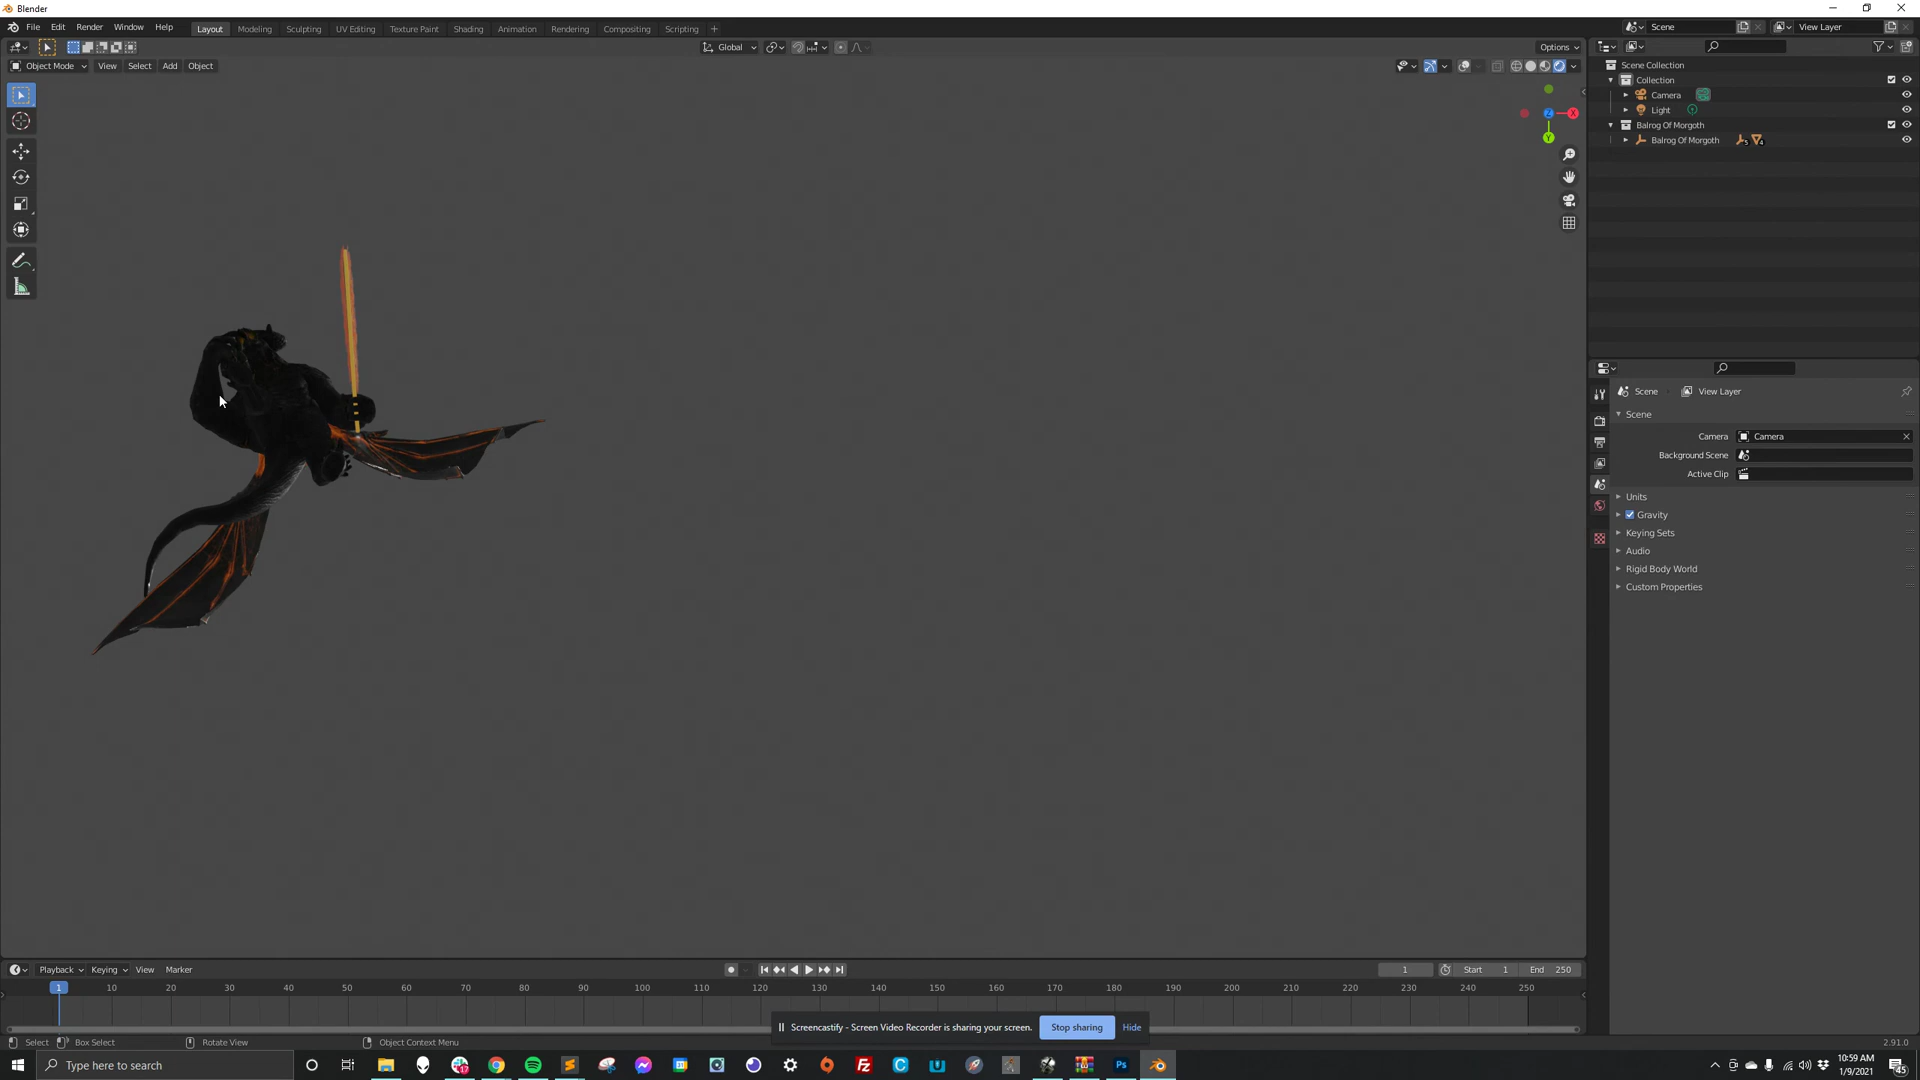 Blender
File Edit Render Window Help Layout Modeling Sculpting UV Editing Texture Paint Shading Animation Rendering Compositing Scripting + Scene View Layer
Global Options
Object Mode View Select Add Object
Scene Collection
Collection
Camera
Light
Balrog Of Morgoth
Balrog Of Morgoth
X
Z
Y
Scene View Layer
Scene
Camera Camera
Background Scene
Active Clip
Units
Gravity
Keying Sets
Audio
Rigid Body World
Custom Properties
Playback Keying View Marker 1 Start 1 End 250
1 10 20 30 40 50 60 70 80 90 100 110 120 130 140 150 160 170 180 190 200 210 220 230 240 250
Screencastify - Screen Video Recorder is sharing your screen. Stop sharing Hide
Select Box Select Rotate View Object Context Menu 2.91.0
Type here to search
10:59 AM
1/9/2021